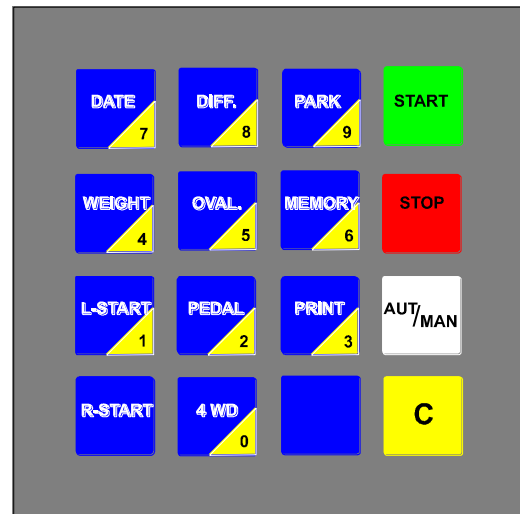 DATE 7 DIFF. 8 PARK 9 START
WEIGHT 4 OVAL. 5 MEMORY 6 STOP
L-START 1 PEDAL 2 PRINT 3 AUT/MAN
R-START 4 WD 0 C